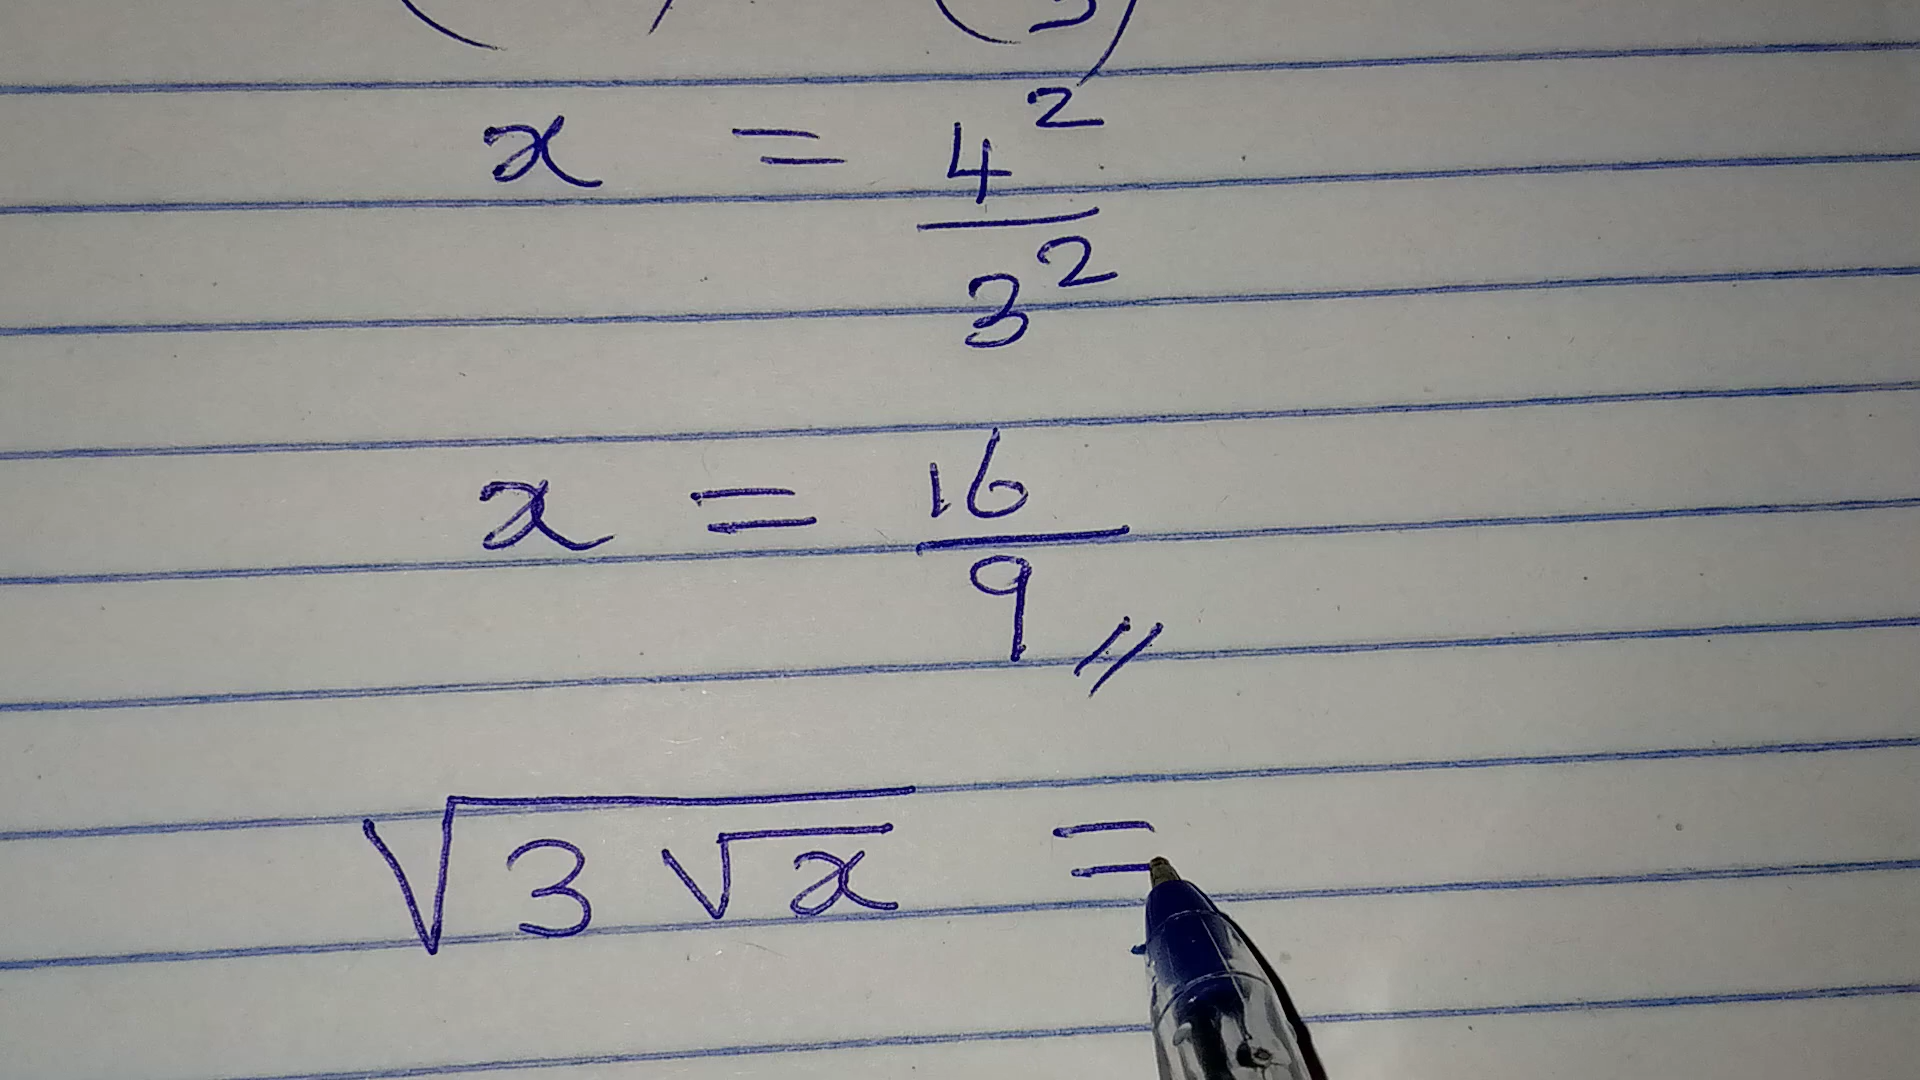 x = 4²/3²
x = 16/9 //
√(3√x) =